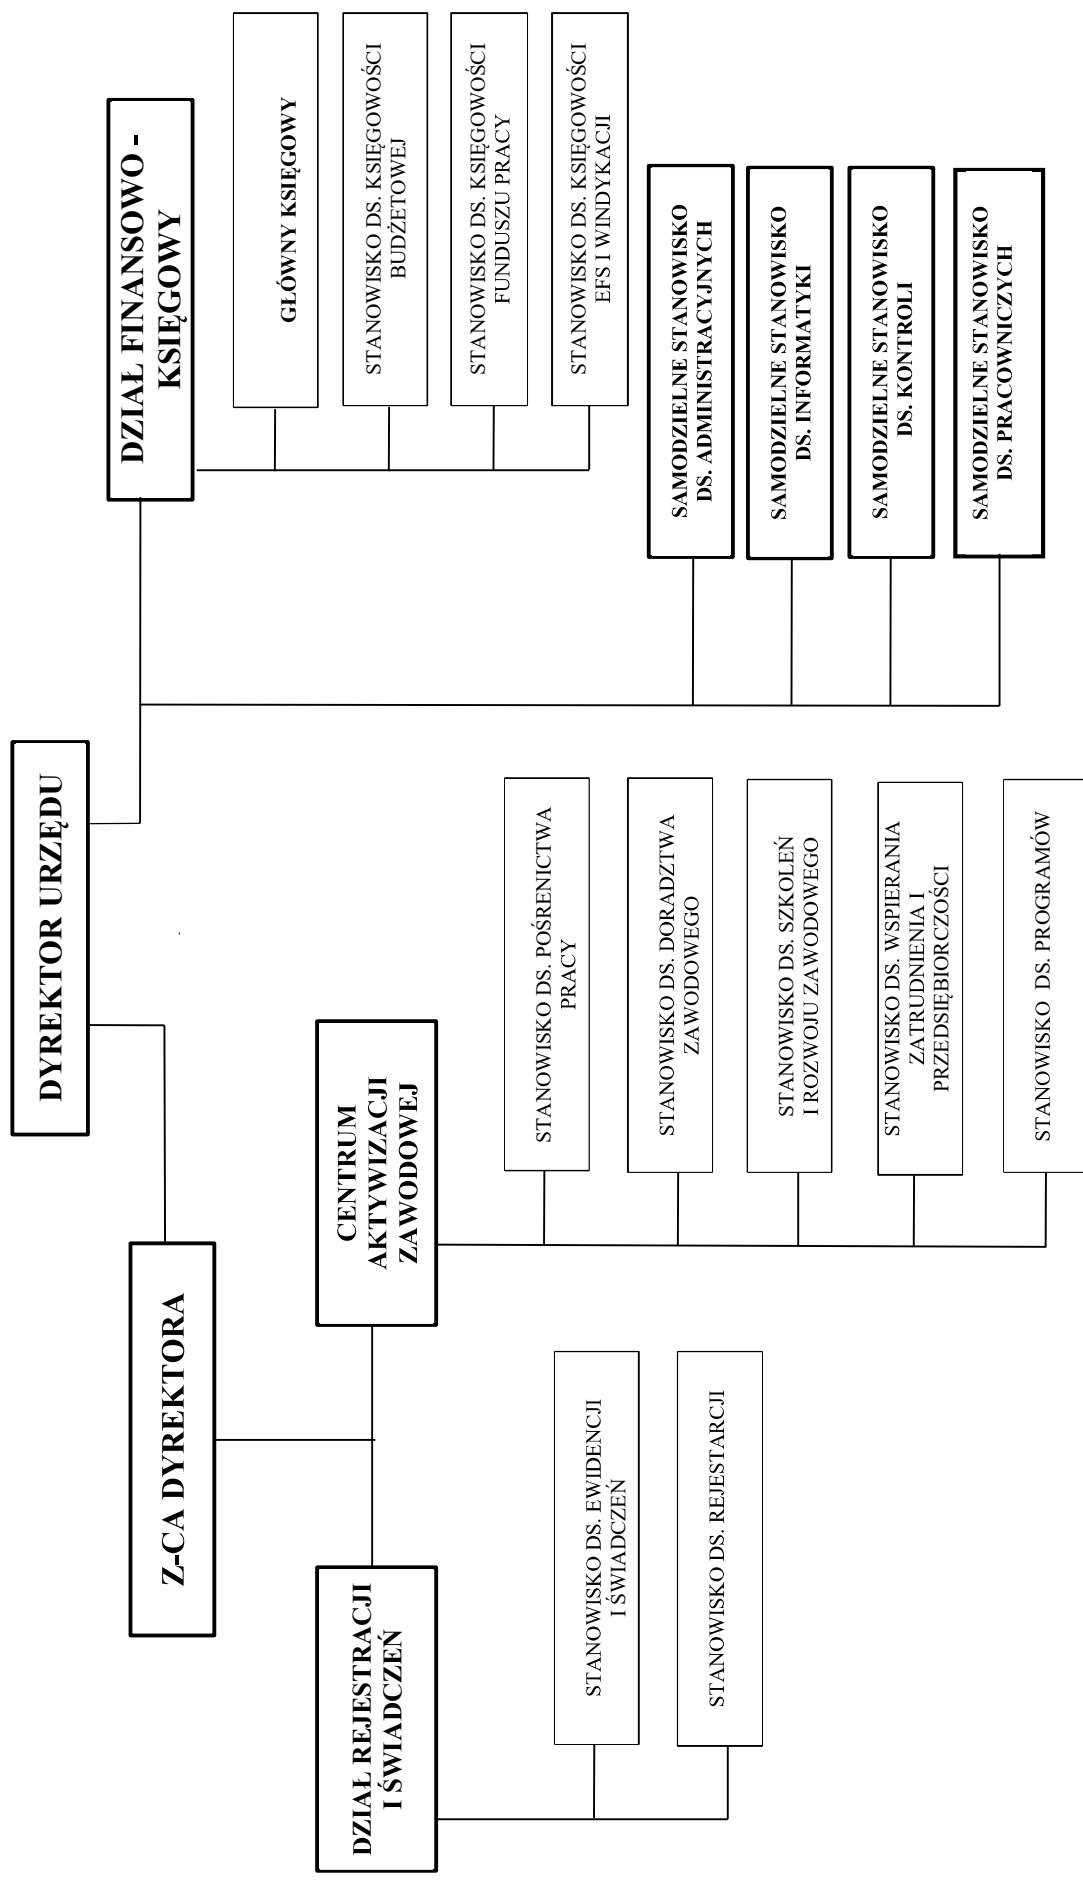 DYREKTOR URZĘDU
Z-CA DYREKTORA
DZIAŁ FINANSOWO -
KSIĘGOWY
GŁÓWNY KSIĘGOWY
STANOWISKO DS. KSIĘGOWOŚCI
BUDŻETOWEJ
STANOWISKO DS. KSIĘGOWOŚCI
FUNDUSZU PRACY
STANOWISKO DS. KSIĘGOWOŚCI
EFS I WINDYKACJI
DZIAŁ REJESTRACJI
I ŚWIADCZEŃ
CENTRUM
AKTYWIZACJI
ZAWODOWEJ
STANOWISKO DS. EWIDENCJI
I ŚWIADCZEŃ
STANOWISKO DS. REJESTARCJI
STANOWISKO DS. POŚRENICTWA
PRACY
STANOWISKO DS. DORADZTWA
ZAWODOWEGO
STANOWISKO DS. SZKOLEŃ
I ROZWOJU ZAWODOWEGO
STANOWISKO DS. WSPIERANIA
ZATRUDNIENIA I
PRZEDSIĘBIORCZOŚCI
STANOWISKO DS. PROGRAMÓW
SAMODZIELNE STANOWISKO
DS. ADMINISTRACYJNYCH
SAMODZIELNE STANOWISKO
DS. INFORMATYKI
SAMODZIELNE STANOWISKO
DS. KONTROLI
SAMODZIELNE STANOWISKO
DS. PRACOWNICZYCH